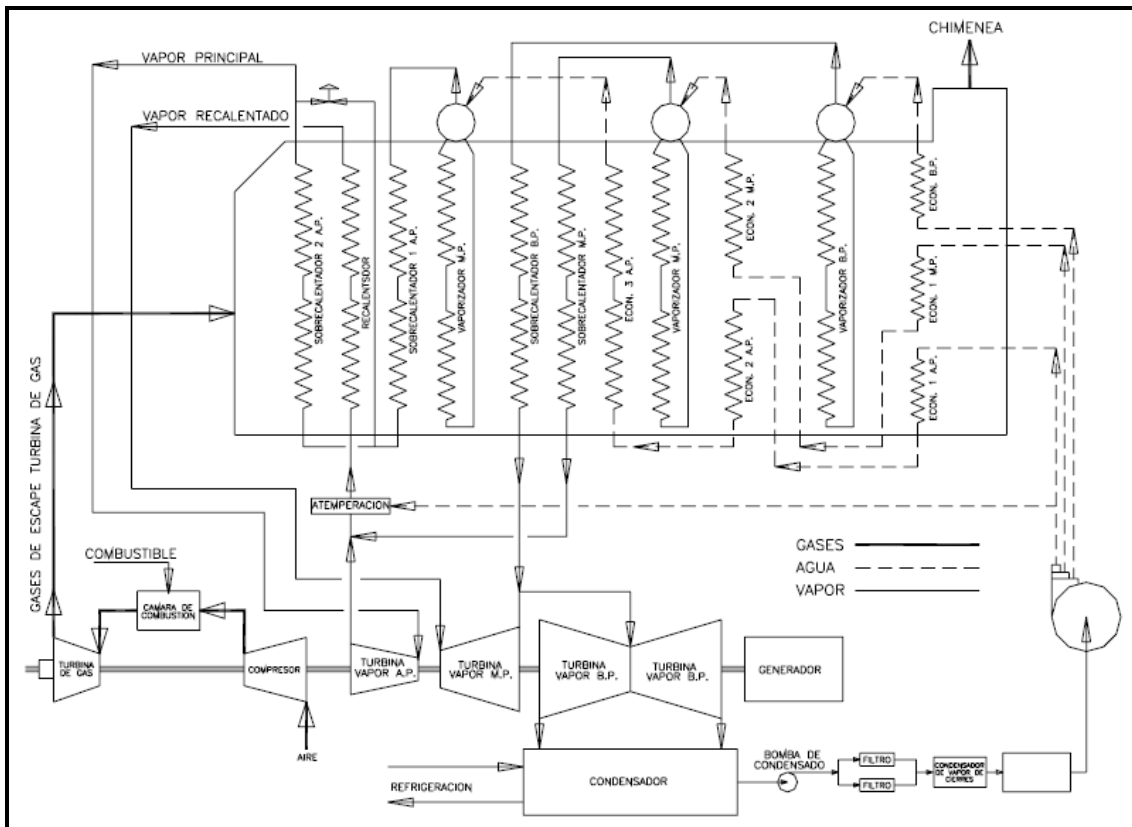 CHIMENEA
VAPOR PRINCIPAL
VAPOR RECALENTADO
SOBRECALENTADOR 2 A.P.
RECALENTSDOR
SOBRECALENTADOR 1 A.P.
VAPORIZADOR M.P.
SOBRECALENTADOR B.P.
SOBRECALENTADOR M.P.
ECON. 3 A.P.
VAPORIZADOR M.P.
ECON. 2 M.P.
ECON. 2 A.P.
VAPORIZADOR B.P.
ECON. B.P.
ECON. 1 M.P.
ECON. 1 A.P.
GASES DE ESCAPE TURBINA DE GAS
ATEMPERACION
GASES
AGUA
VAPOR
COMBUSTIBLE
CAMARA DE
COMBUSTION
TURBINA
DE GAS
COMPRESOR
TURBINA
VAPOR A.P.
TURBINA
VAPOR M.P.
TURBINA
VAPOR B.P.
TURBINA
VAPOR B.P.
GENERADOR
AIRE
REFRIGERACION
CONDENSADOR
BOMBA DE
CONDENSADO
FILTRO
FILTRO
CONDENSADOR
DE VAPOR DE
CIERRES